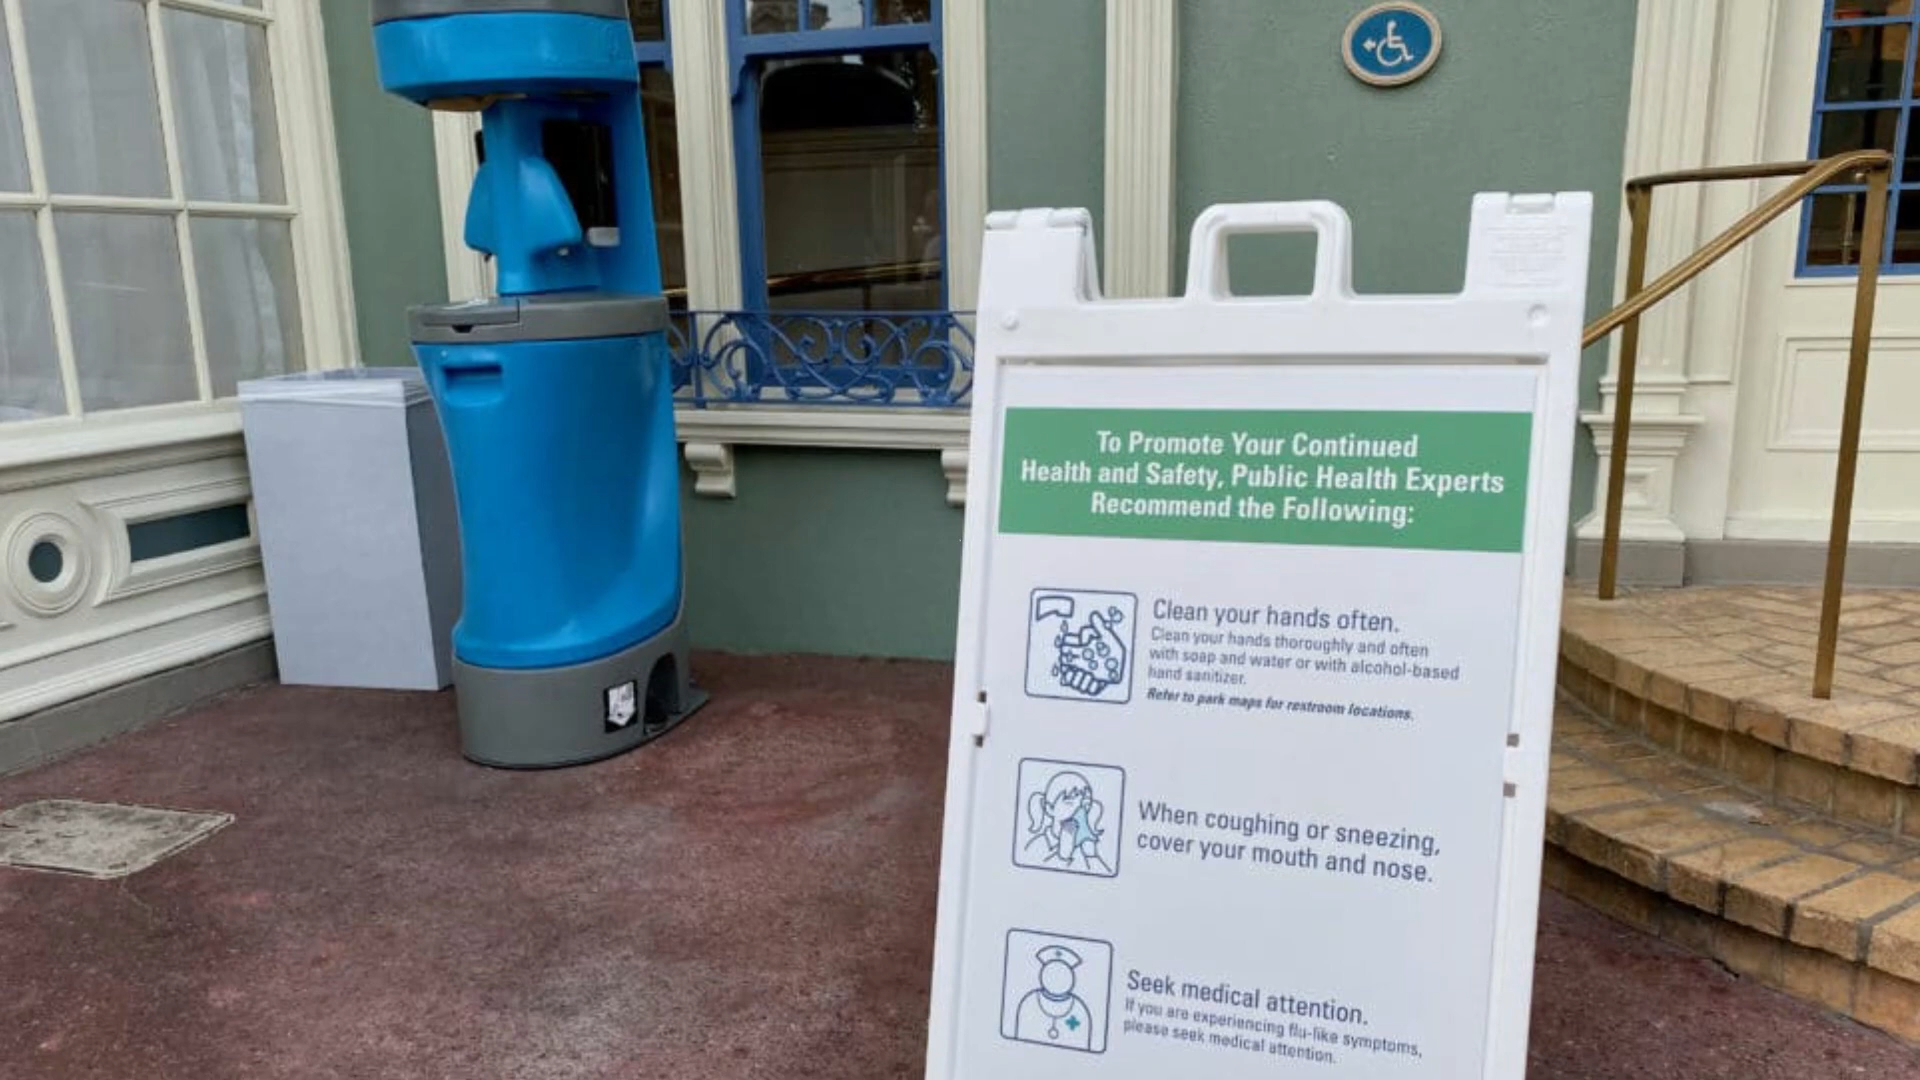 To Promote Your Continued
Health and Safety, Public Health Experts
Recommend the Following:
Clean your hands often.
Clean your hands thoroughly and often
with soap and water or with alcohol-based
hand sanitizer.
Refer to park maps for restroom locations.
When coughing or sneezing,
cover your mouth and nose.
Seek medical attention.
If you are experiencing flu-like symptoms,
please seek medical attention.